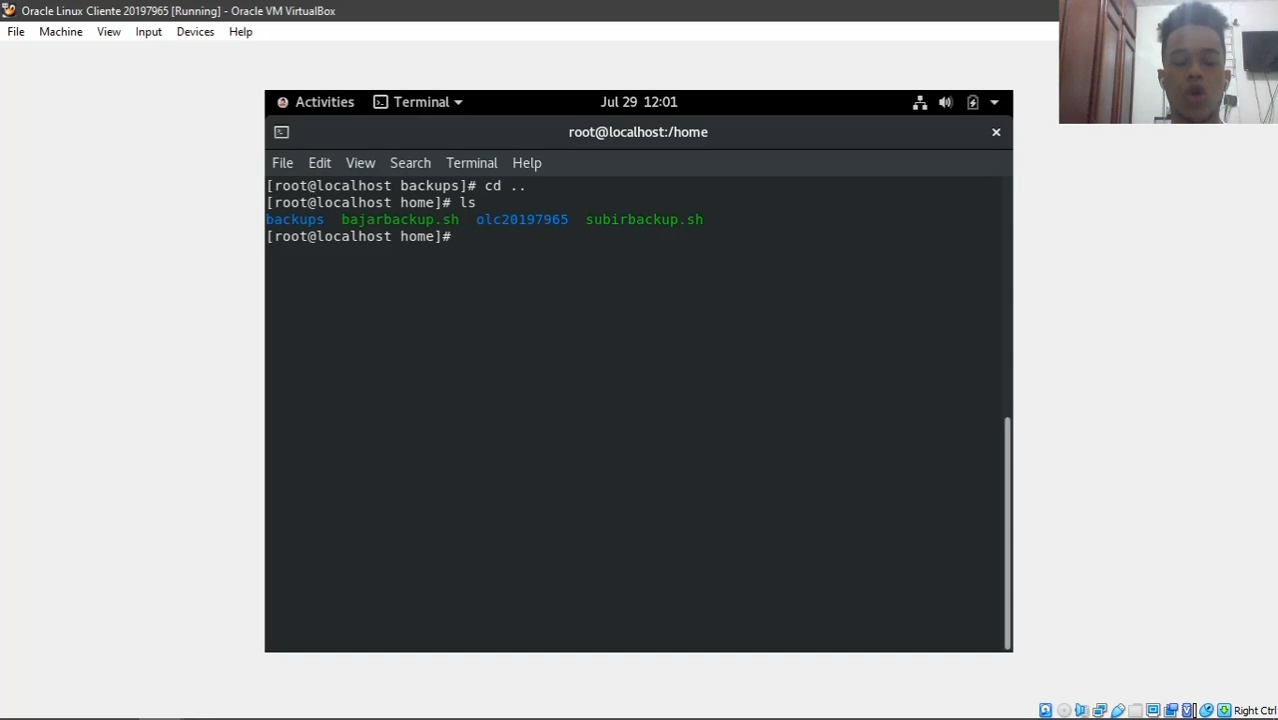 Oracle Linux Cliente 20197965 [Running] - Oracle VM VirtualBox
File Machine View Input Devices Help
Activities Terminal Jul 29 12:01
root@localhost:/home
File Edit View Search Terminal Help
[root@localhost backups]# cd ..
[root@localhost home]# ls
backups bajarbackup.sh olc20197965 subirbackup.sh
[root@localhost home]#
Right Ctrl